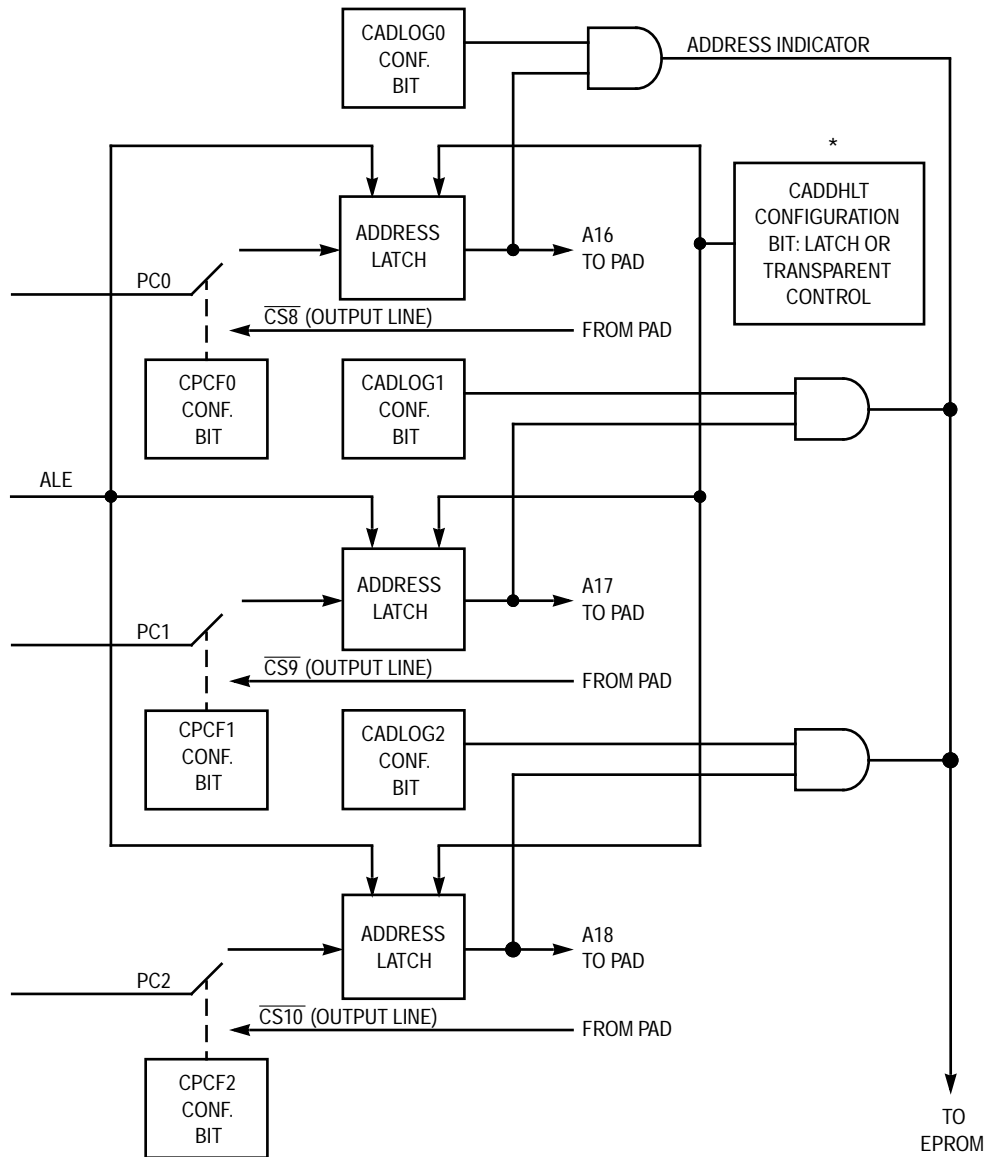 CADLOG0
CONF.
BIT
ADDRESS INDICATOR
*
CADDHLT
CONFIGURATION
BIT: LATCH OR
TRANSPARENT
CONTROL
ADDRESS
LATCH
A16
TO PAD
PC0
CS8 (OUTPUT LINE)
FROM PAD
CPCF0
CONF.
BIT
CADLOG1
CONF.
BIT
ALE
ADDRESS
LATCH
A17
TO PAD
PC1
CS9 (OUTPUT LINE)
FROM PAD
CPCF1
CONF.
BIT
CADLOG2
CONF.
BIT
ADDRESS
LATCH
A18
TO PAD
PC2
CS10 (OUTPUT LINE)
FROM PAD
CPCF2
CONF.
BIT
TO
EPROM